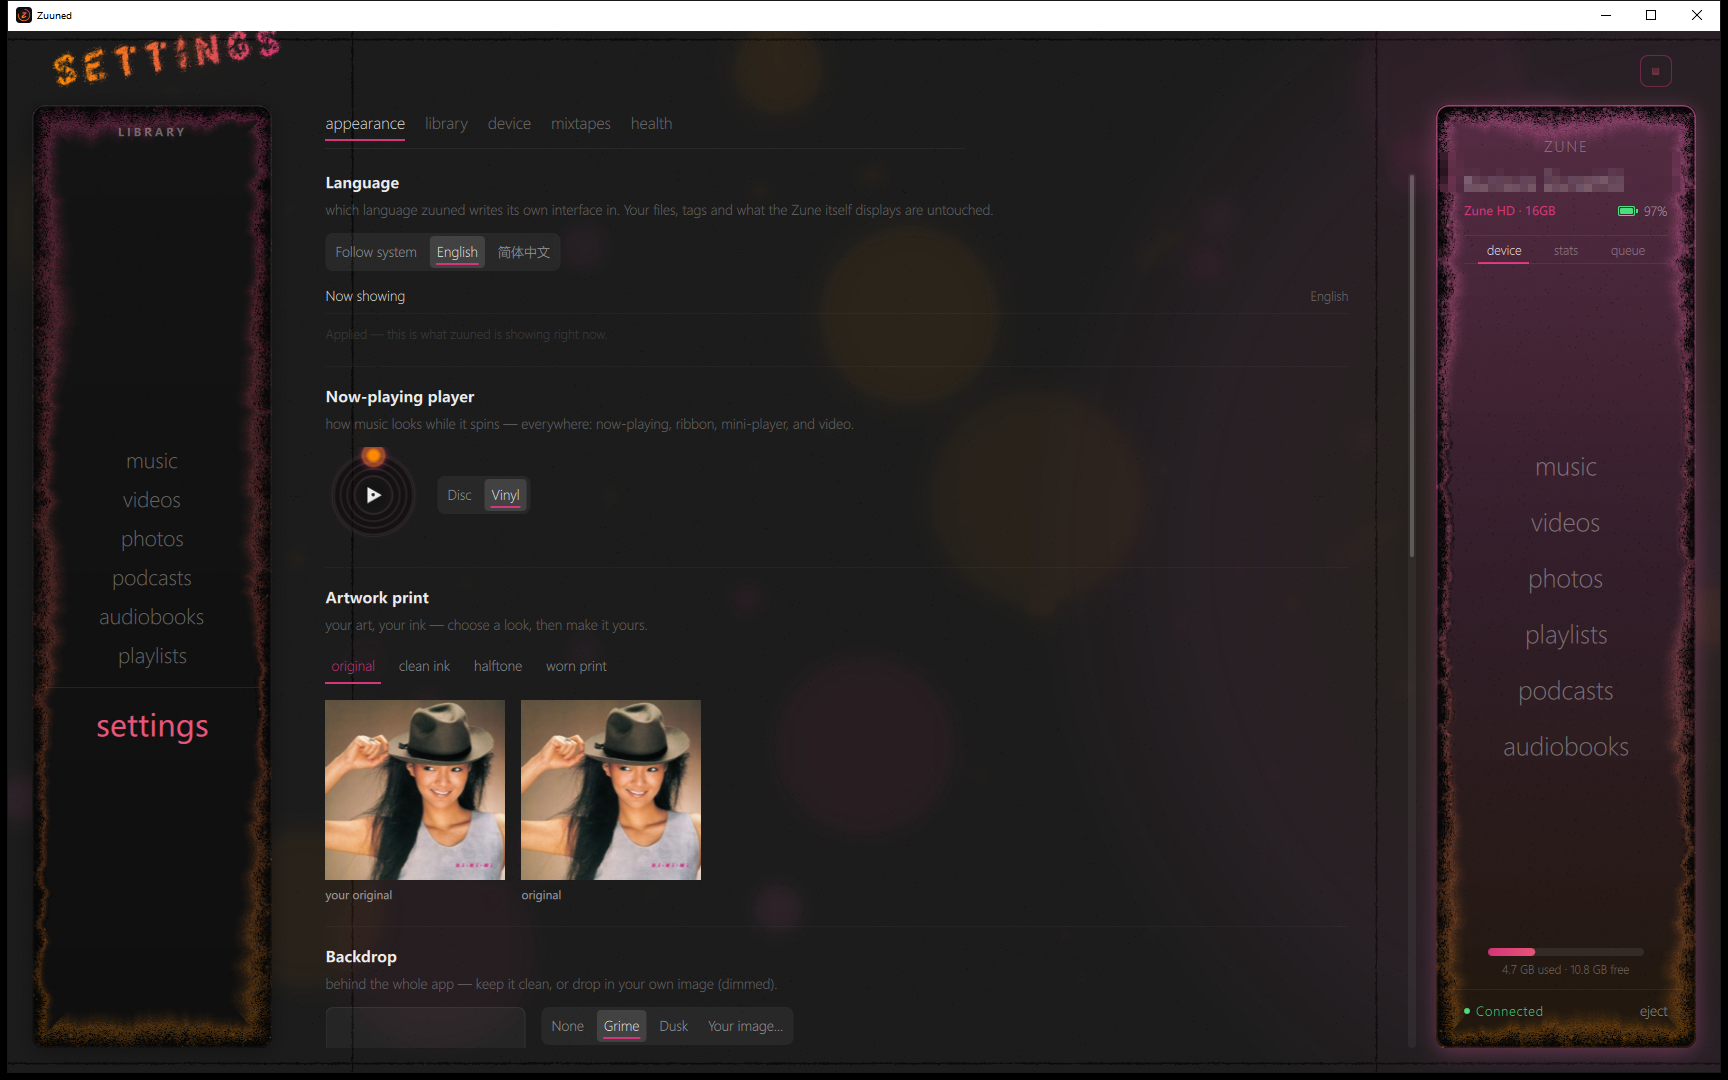 Zuuned
SETTINGS
LIBRARY
music
videos
photos
podcasts
audiobooks
playlists
settings
appearance library device mixtapes health
Language
which language zuuned writes its own interface in. Your files, tags and what the Zune itself displays are untouched.
Follow system English 简体中文
Now showing English
Applied — this is what zuuned is showing right now.
Now-playing player
how music looks while it spins — everywhere: now-playing, ribbon, mini-player, and video.
Disc Vinyl
Artwork print
your art, your ink — choose a look, then make it yours.
original clean ink halftone worn print
your original original
Backdrop
behind the whole app — keep it clean, or drop in your own image (dimmed).
None Grime Dusk Your image...
ZUNE
Zune HD · 16GB 97%
device stats queue
music
videos
photos
playlists
podcasts
audiobooks
4.7 GB used · 10.8 GB free
Connected eject